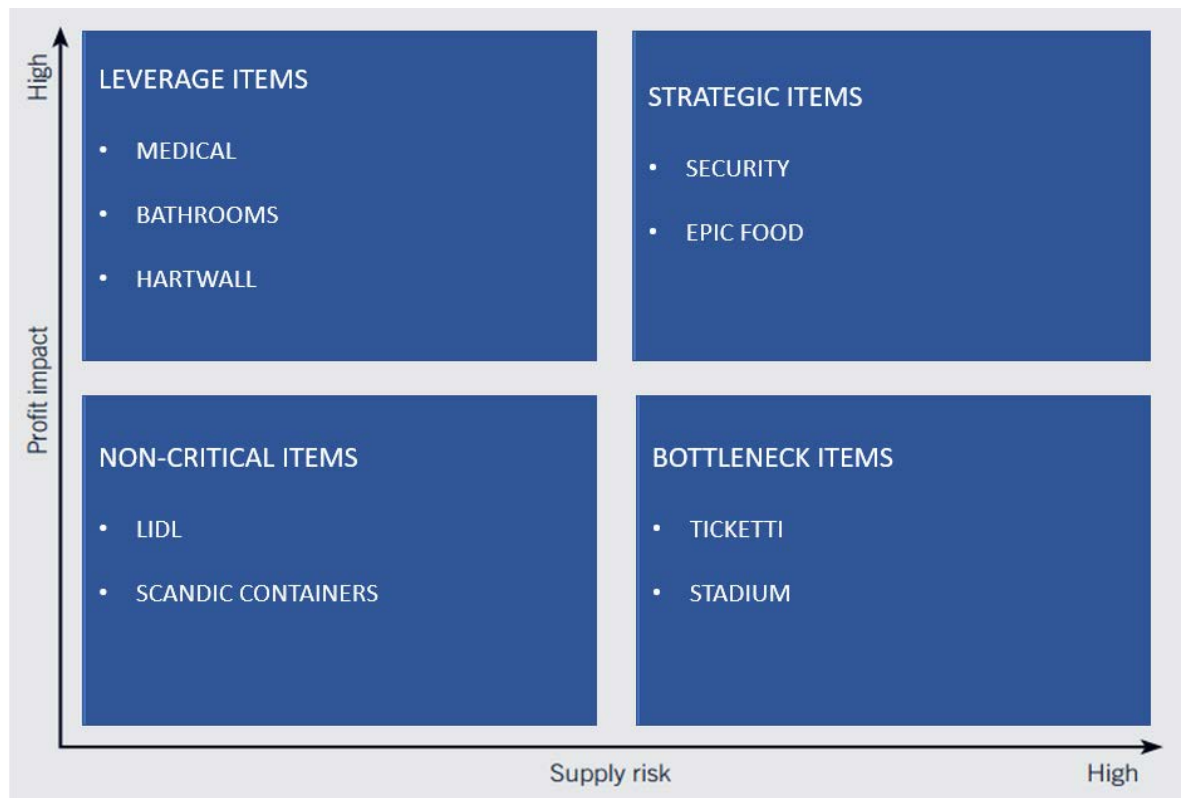 High
Profit impact
LEVERAGE ITEMS
• MEDICAL
• BATHROOMS
• HARTWALL
STRATEGIC ITEMS
• SECURITY
• EPIC FOOD
NON-CRITICAL ITEMS
• LIDL
• SCANDIC CONTAINERS
BOTTLENECK ITEMS
• TICKETTI
• STADIUM
Supply risk
High